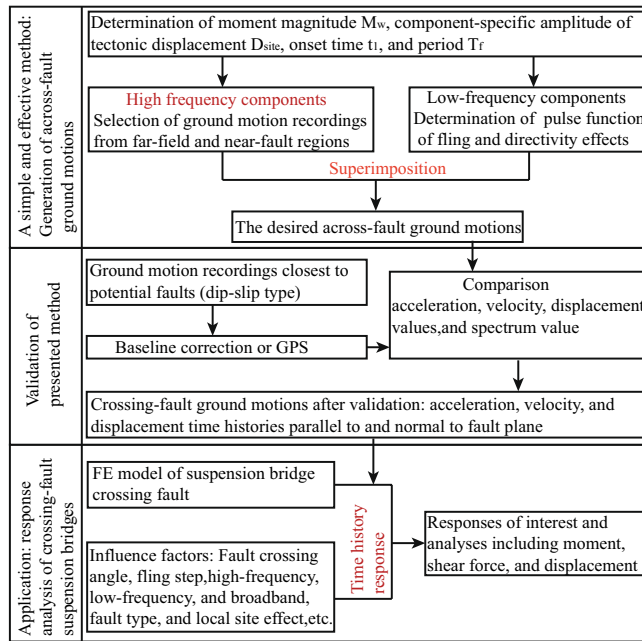 A simple and effective method:
Generation of across-fault
ground motions
Determination of moment magnitude Mw, component-specific amplitude of
tectonic displacement Dsite, onset time t1, and period Tf
High frequency components
Selection of ground motion recordings
from far-field and near-fault regions
Low-frequency components
Determination of pulse function
of fling and directivity effects
Superimposition
The desired across-fault ground motions
Validation of
presented method
Ground motion recordings closest to
potential faults (dip-slip type)
Baseline correction or GPS
Comparison
acceleration, velocity, displacement
values,and spectrum value
Crossing-fault ground motions after validation: acceleration, velocity, and
displacement time histories parallel to and normal to fault plane
Application: response
analysis of crossing-fault
suspension bridges
FE model of suspension bridge
crossing fault
Influence factors: Fault crossing
angle, fling step,high-frequency,
low-frequency, and broadband,
fault type, and local site effect,etc.
Time history
response
Responses of interest and
analyses including moment,
shear force, and displacement